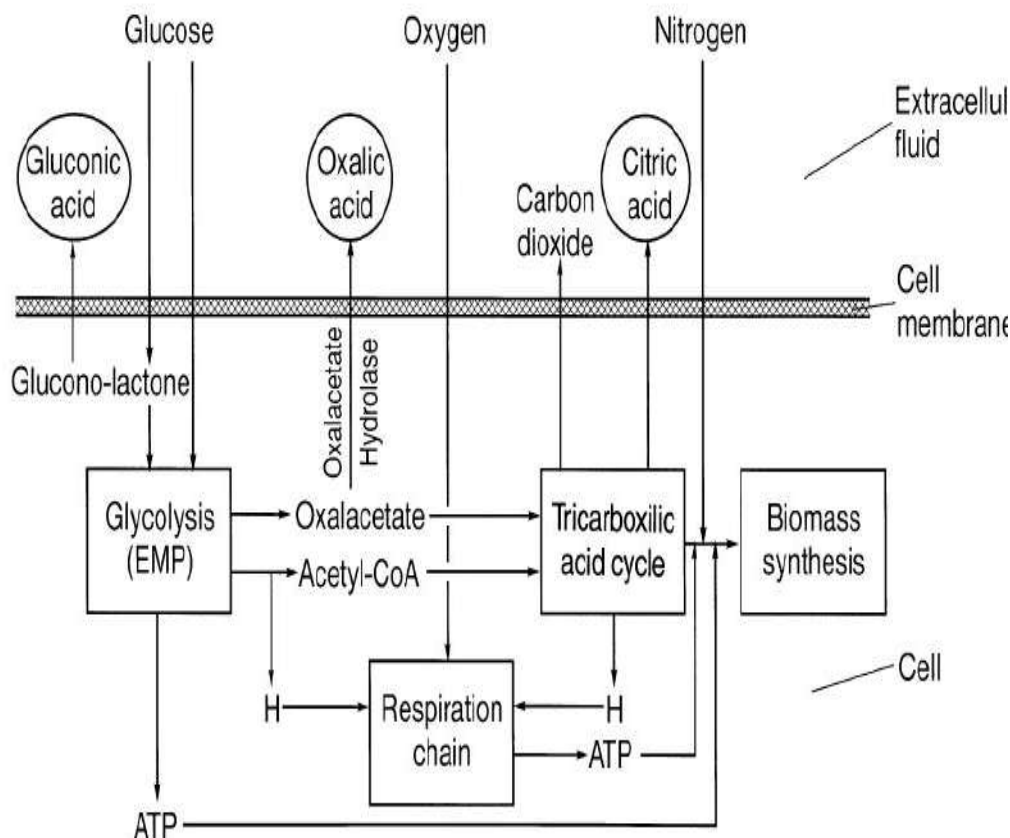 Glucose
Oxygen
Nitrogen
Extracellul
fluid
Gluconic
acid
Oxalic
acid
Citric
acid
Carbon
dioxide
Cell
membrane
Glucono-lactone
Oxalacetate
Hydrolase
Glycolysis
(EMP)
Oxalacetate
Acetyl-CoA
Tricarboxilic
acid cycle
Biomass
synthesis
Cell
H
Respiration
chain
H
ATP
ATP